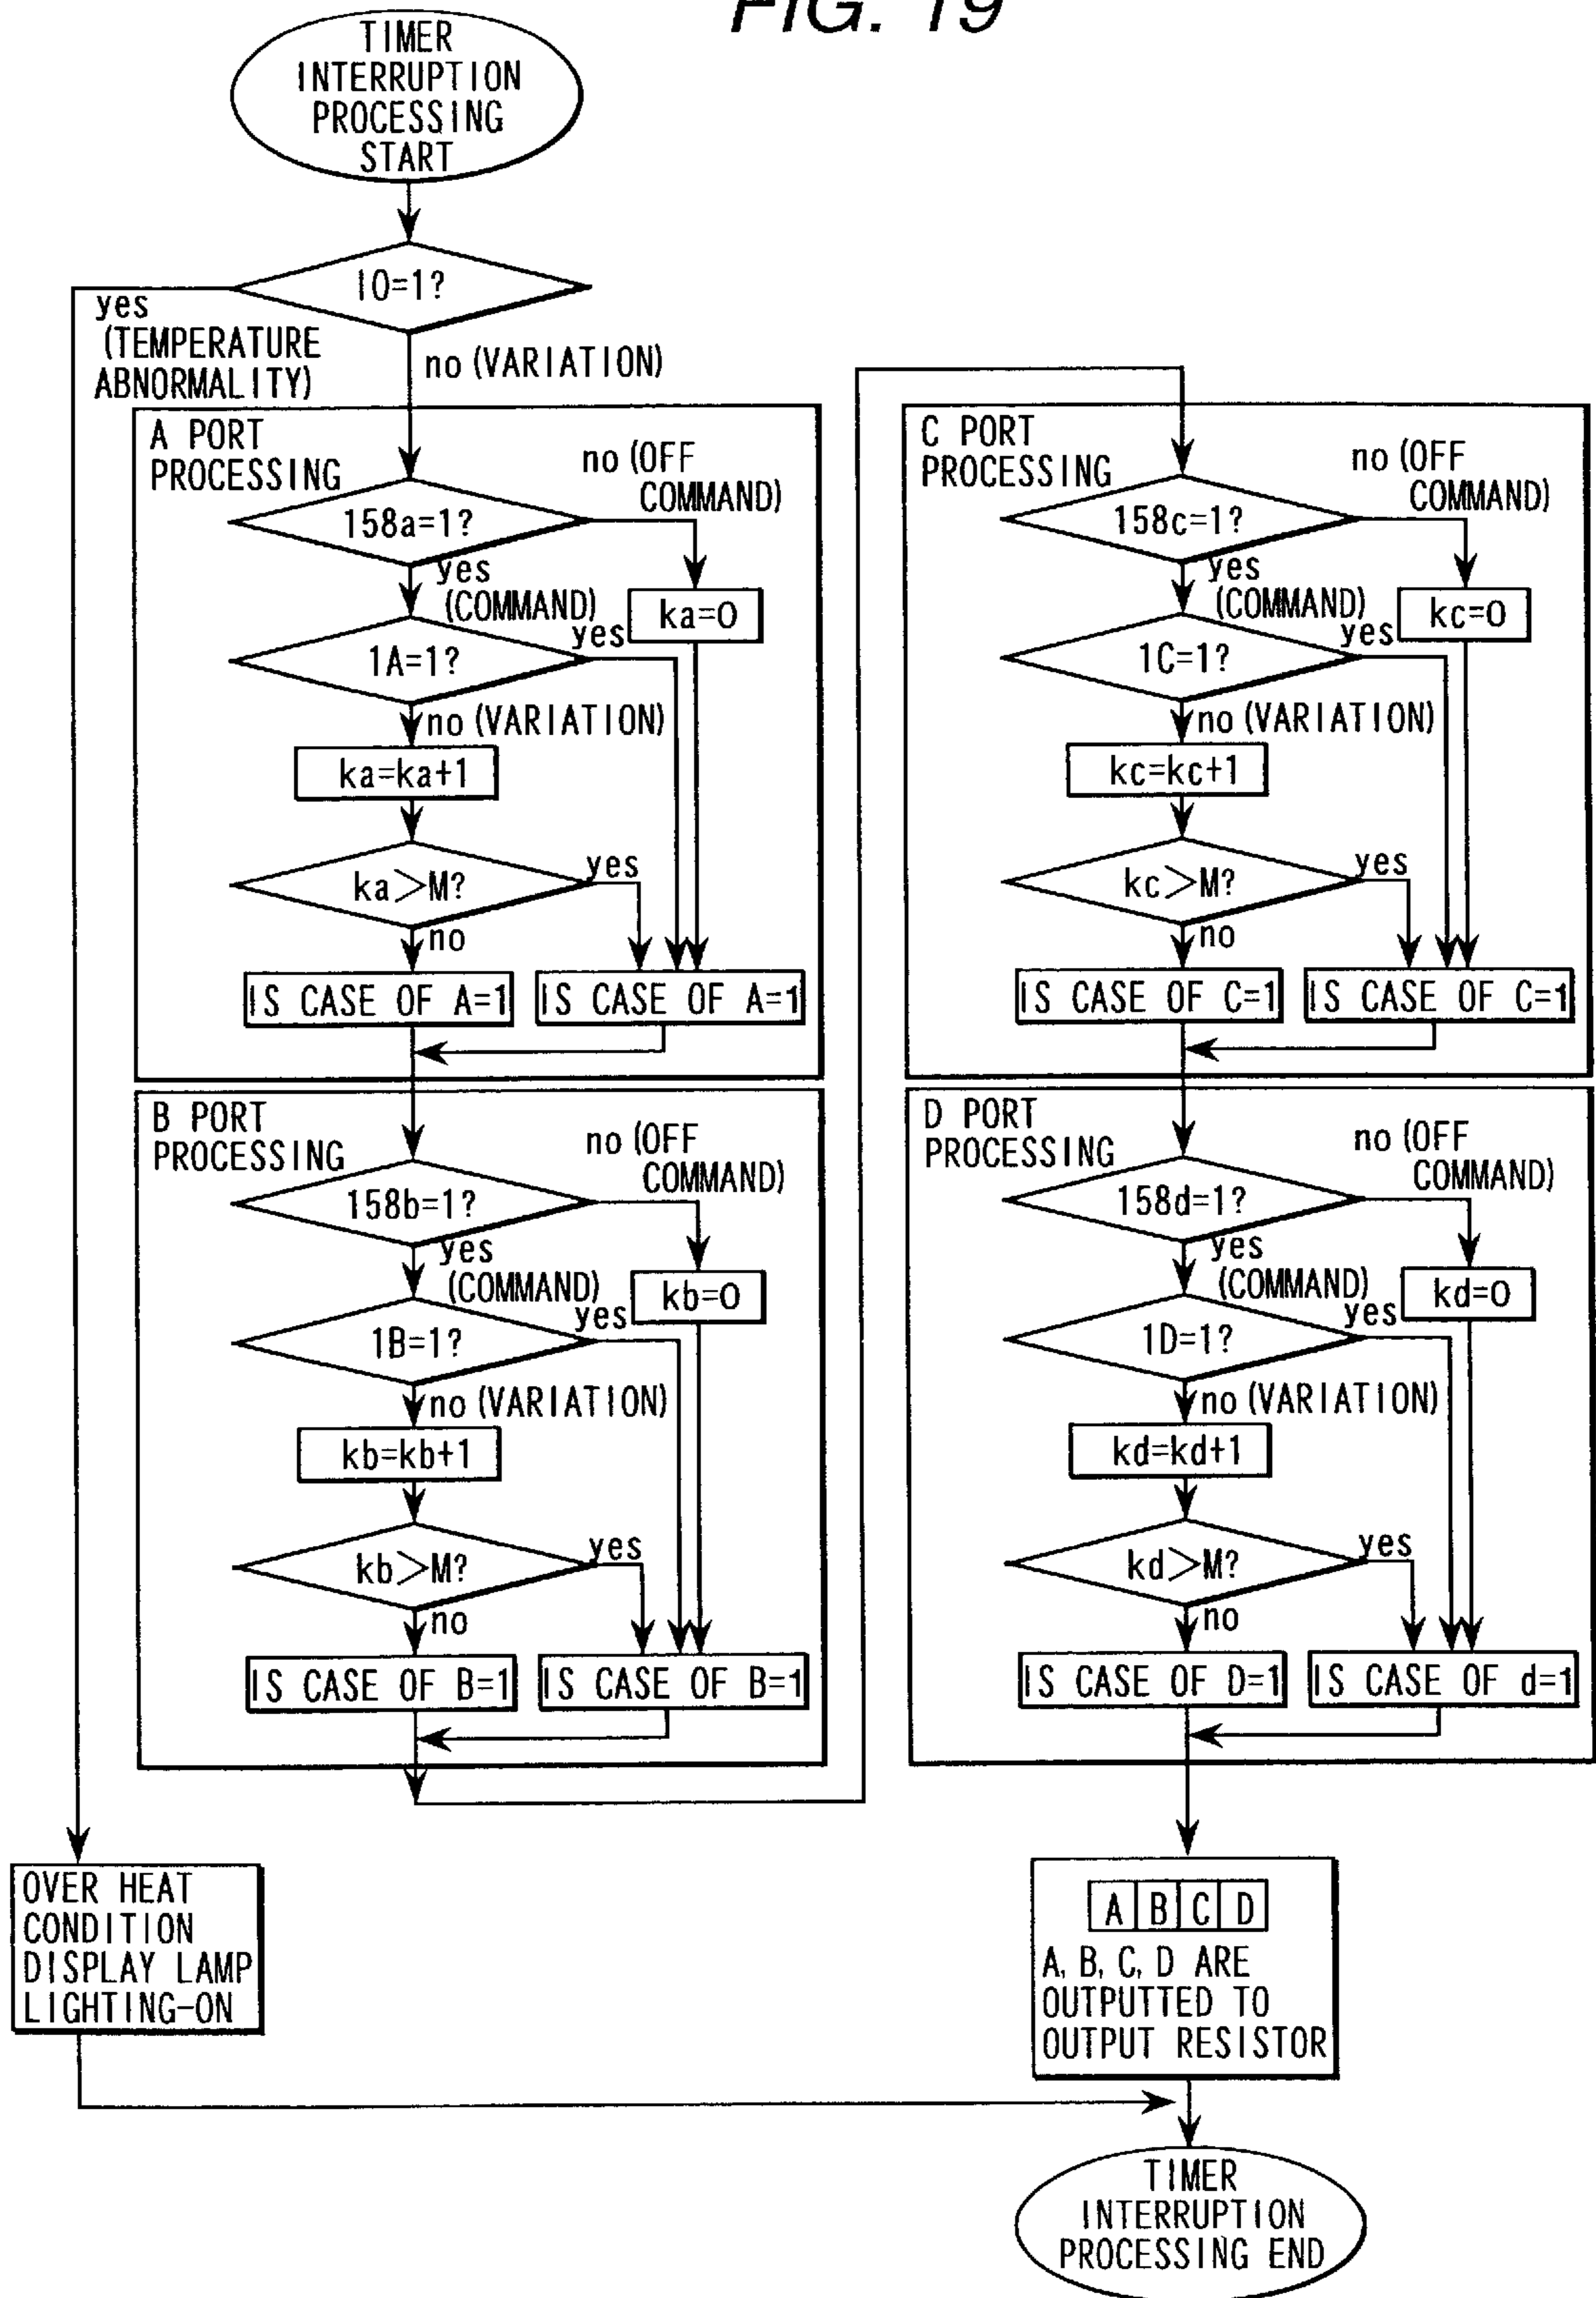 FIG. 19
TIMER
INTERRUPTION
PROCESSING
START
IO=1?
yes
(TEMPERATURE
ABNORMALITY)
no (VARIATION)
A PORT
PROCESSING
no (OFF
COMMAND)
158a=1?
yes
(COMMAND)
ka=0
1A=1?
yes
no (VARIATION)
ka=ka+1
ka>M?
yes
no
IS CASE OF A=1
IS CASE OF A=1
B PORT
PROCESSING
no (OFF
COMMAND)
158b=1?
yes
(COMMAND)
kb=0
1B=1?
yes
no (VARIATION)
kb=kb+1
kb>M?
yes
no
IS CASE OF B=1
IS CASE OF B=1
C PORT
PROCESSING
no (OFF
COMMAND)
158c=1?
yes
(COMMAND)
kc=0
1C=1?
yes
no (VARIATION)
kc=kc+1
kc>M?
yes
no
IS CASE OF C=1
IS CASE OF C=1
D PORT
PROCESSING
no (OFF
COMMAND)
158d=1?
yes
(COMMAND)
kd=0
1D=1?
yes
no (VARIATION)
kd=kd+1
kd>M?
yes
no
IS CASE OF D=1
IS CASE OF d=1
OVER HEAT
CONDITION
DISPLAY LAMP
LIGHTING-ON
A B C D
A, B, C, D ARE
OUTPUTTED TO
OUTPUT RESISTOR
TIMER
INTERRUPTION
PROCESSING END